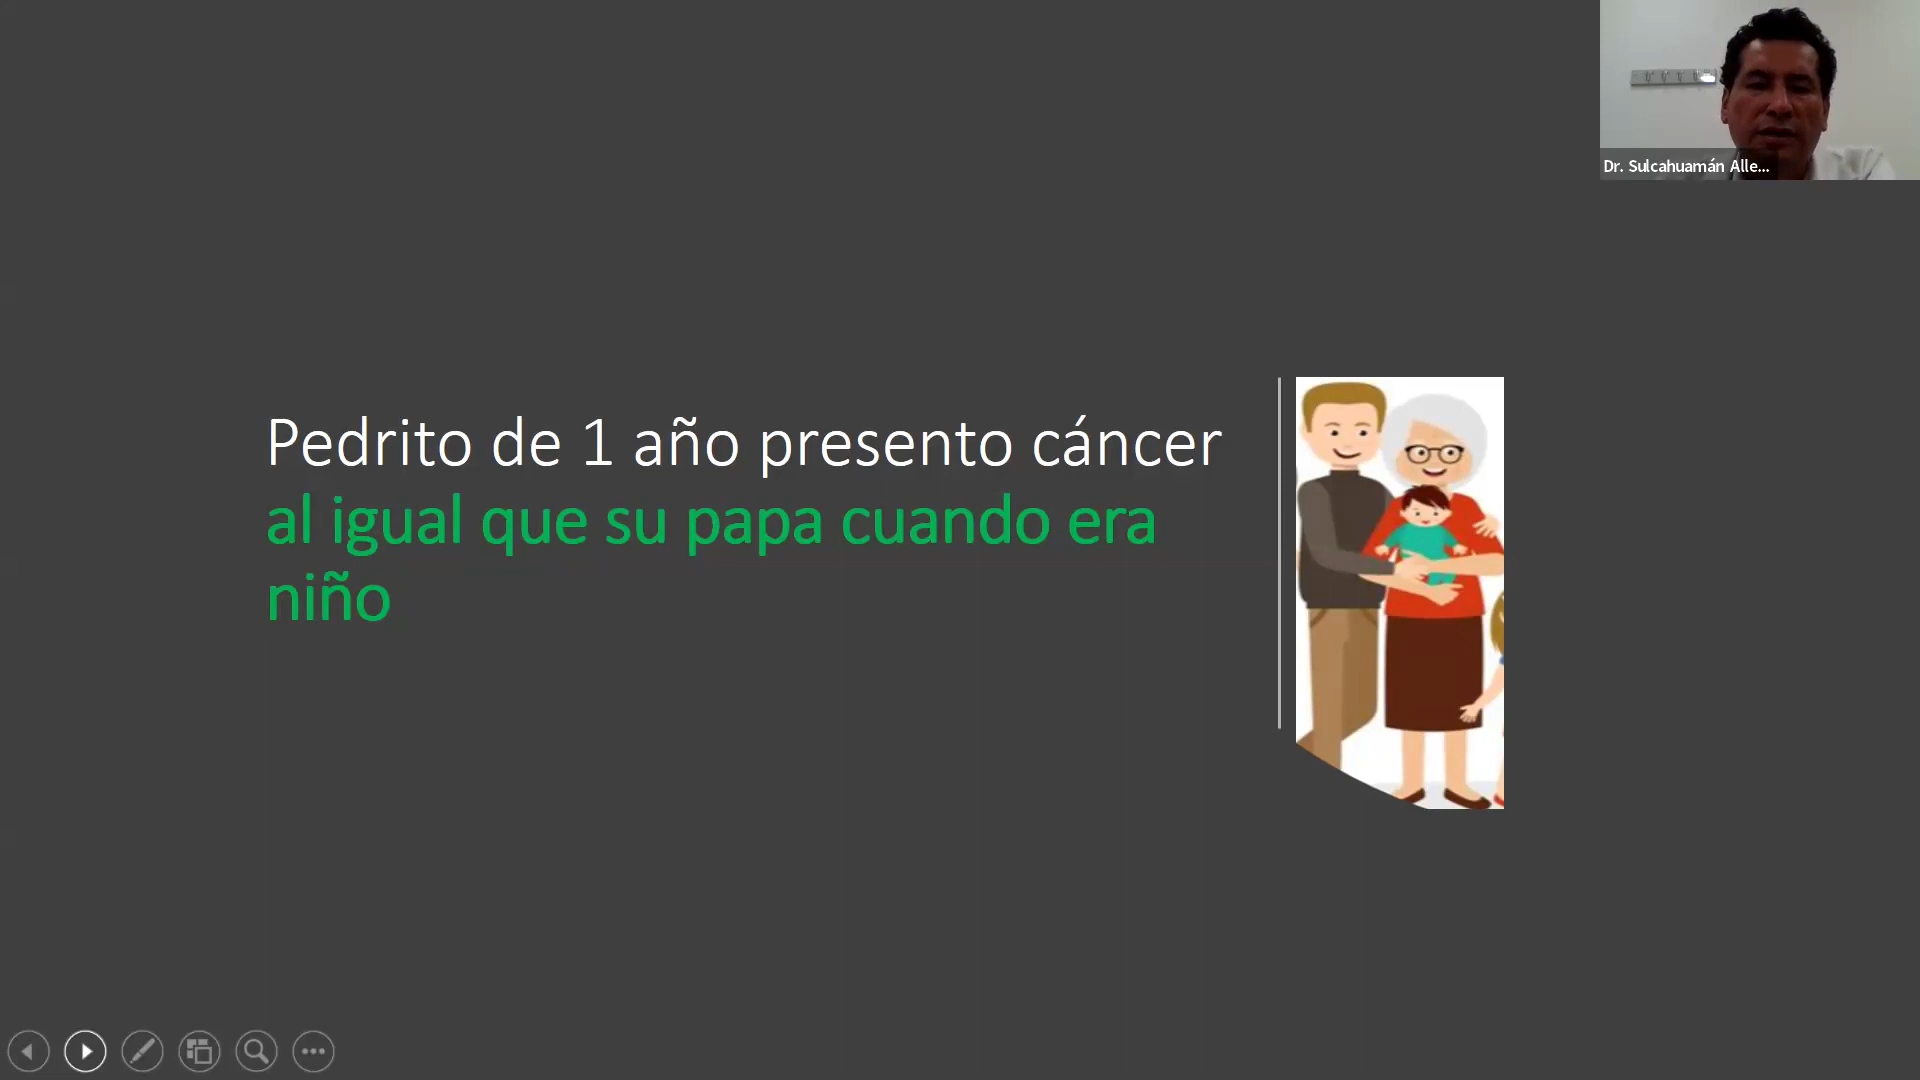 Dr. Sulcahuamán Alle...
Pedrito de 1 año presento cáncer
al igual que su papa cuando era
niño